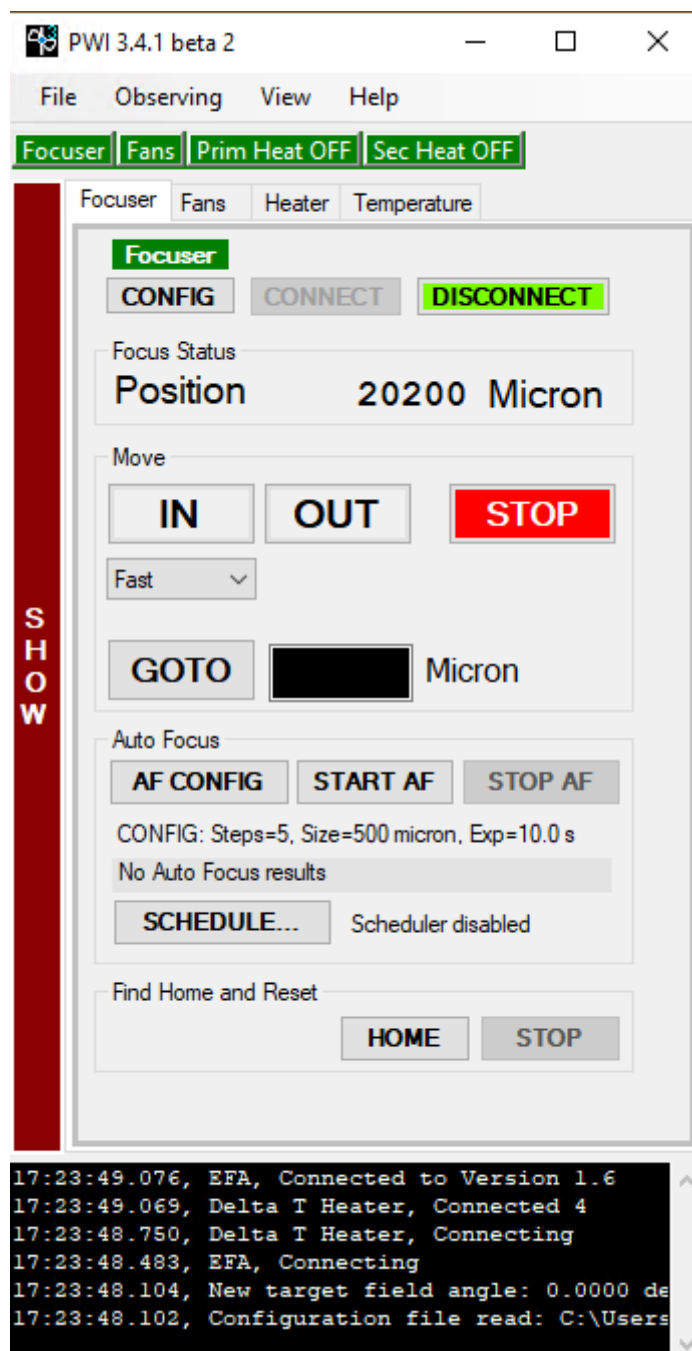 PWI 3.4.1 beta 2
File Observing View Help
Focuser Fans Prim Heat OFF Sec Heat OFF
Focuser Fans Heater Temperature
Focuser
CONFIG CONNECT DISCONNECT
Focus Status
Position 20200 Micron
Move
IN OUT STOP
Fast
SHOW
GOTO Micron
Auto Focus
AF CONFIG START AF STOP AF
CONFIG: Steps=5, Size=500 micron, Exp=10.0 s
No Auto Focus results
SCHEDULE... Scheduler disabled
Find Home and Reset
HOME STOP
17:23:49.076, EFA, Connected to Version 1.6
17:23:49.069, Delta T Heater, Connected 4
17:23:48.750, Delta T Heater, Connecting
17:23:48.483, EFA, Connecting
17:23:48.104, New target field angle: 0.0000 de
17:23:48.102, Configuration file read: C:\Users